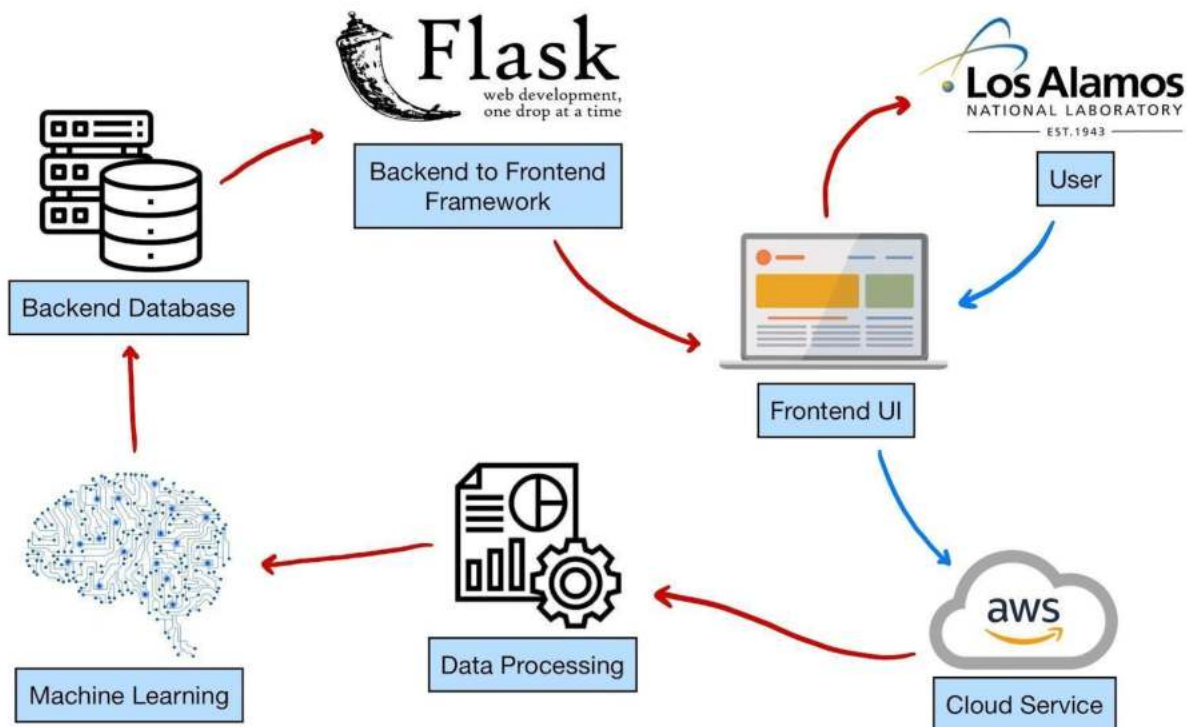 Flask
web development,
one drop at a time
Backend to Frontend
Framework
Los Alamos
NATIONAL LABORATORY
EST.1943
User
Backend Database
Frontend UI
Machine Learning
Data Processing
aws
Cloud Service